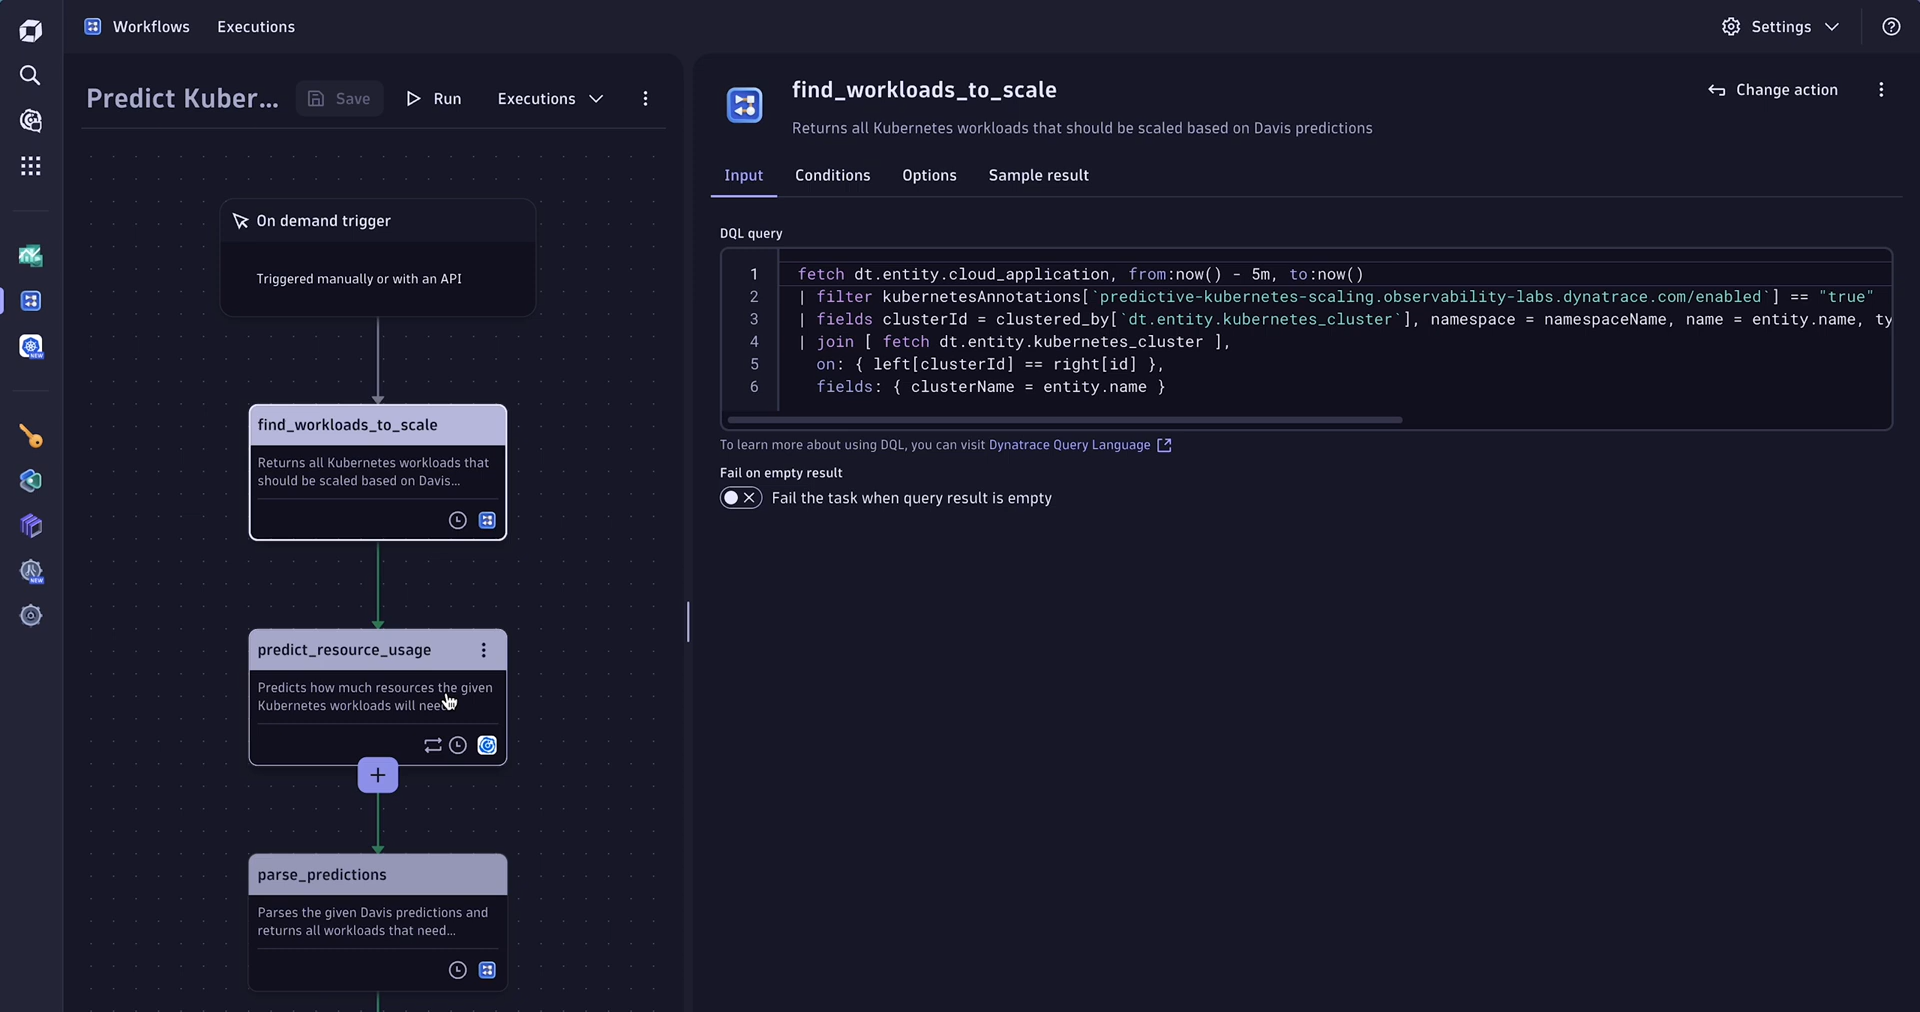 Workflows
Executions
Settings
Predict Kuber...
Save
Run
Executions
On demand trigger
Triggered manually or with an API
find_workloads_to_scale
Returns all Kubernetes workloads that
should be scaled based on Davis...
predict_resource_usage
Predicts how much resources the given
Kubernetes workloads will
parse_predictions
Parses the given Davis predictions and
returns all workloads that need...
NEW
NEW
find_workloads_to_scale
Returns all Kubernetes workloads that should be scaled based on Davis predictions
Change action
Input
Conditions
Options
Sample result
DQL query
1 fetch dt.entity.cloud_application, from:now() - 5m, to:now()
2 | filter kubernetesAnnotations[`predictive-kubernetes-scaling.observability-labs.dynatrace.com/enabled`] == "true"
3 | fields clusterId = clustered_by[`dt.entity.kubernetes_cluster`], namespace = namespaceName, name = entity.name, ty
4 | join [ fetch dt.entity.kubernetes_cluster ],
5 on: { left[clusterId] == right[id] },
6 fields: { clusterName = entity.name }
To learn more about using DQL, you can visit Dynatrace Query Language
Fail on empty result
Fail the task when query result is empty